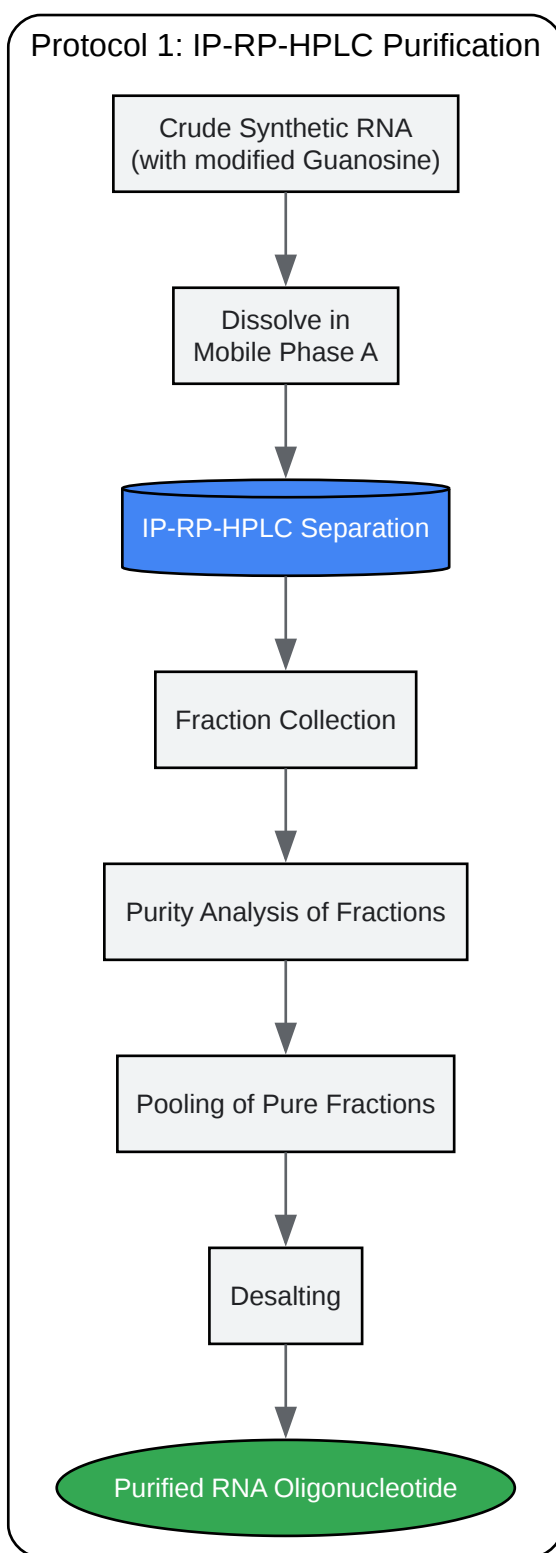 Protocol 1: IP-RP-HPLC Purification
Crude Synthetic RNA
(with modified Guanosine)
Dissolve in
Mobile Phase A
IP-RP-HPLC Separation
Fraction Collection
Purity Analysis of Fractions
Pooling of Pure Fractions
Desalting
Purified RNA Oligonucleotide